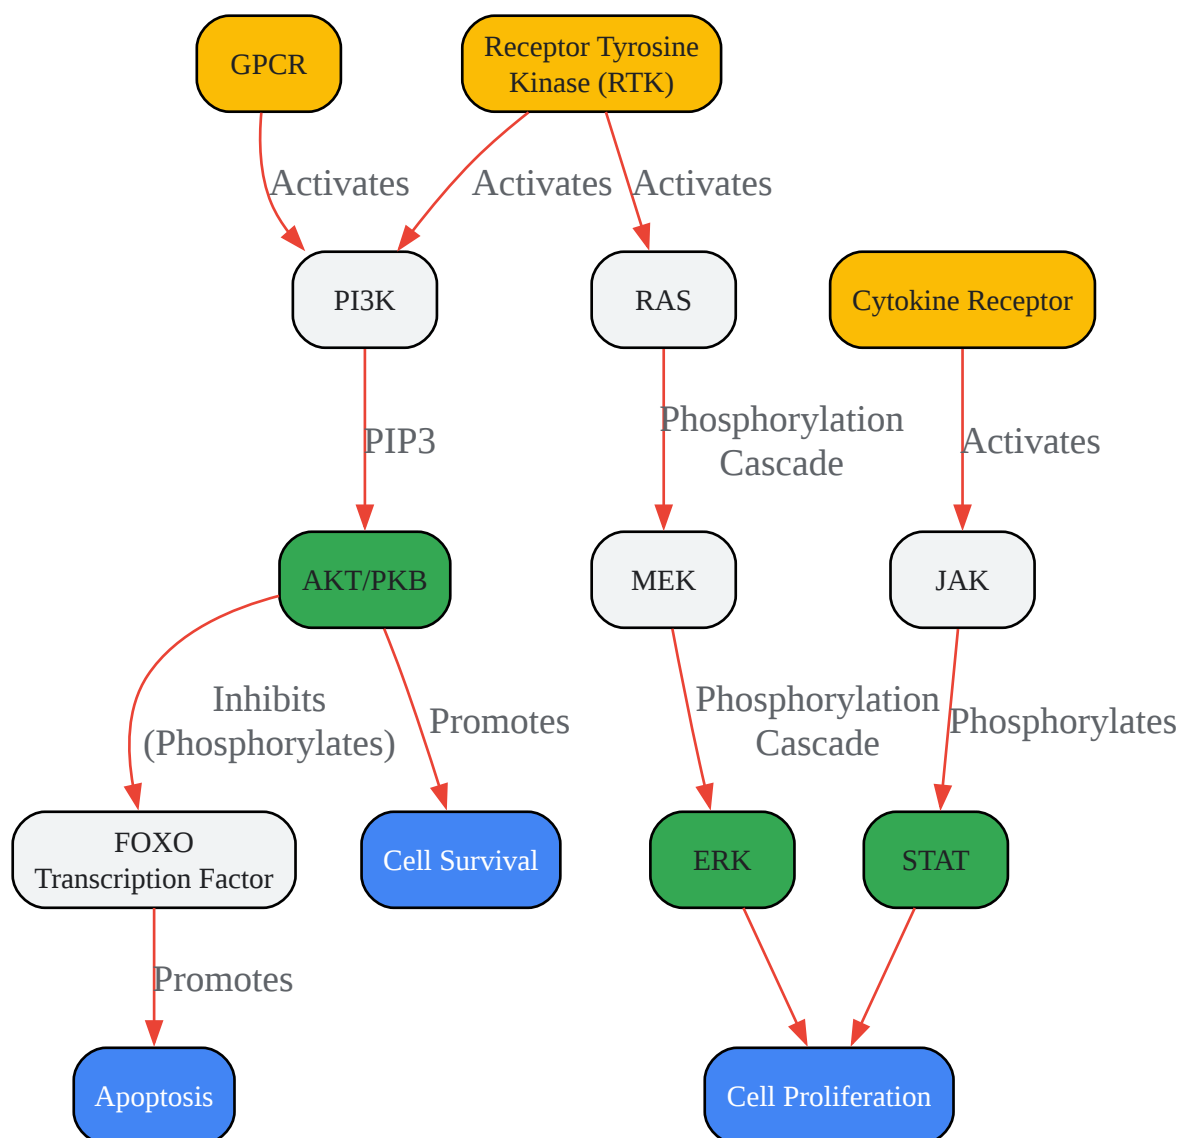 GPCR
Receptor Tyrosine
Kinase (RTK)
Activates
Activates
Activates
PI3K
RAS
Cytokine Receptor
PIP3
Phosphorylation
Cascade
Activates
AKT/PKB
MEK
JAK
Inhibits
(Phosphorylates)
Promotes
Phosphorylation
Cascade
Phosphorylates
FOXO
Transcription Factor
Cell Survival
ERK
STAT
Promotes
Apoptosis
Cell Proliferation